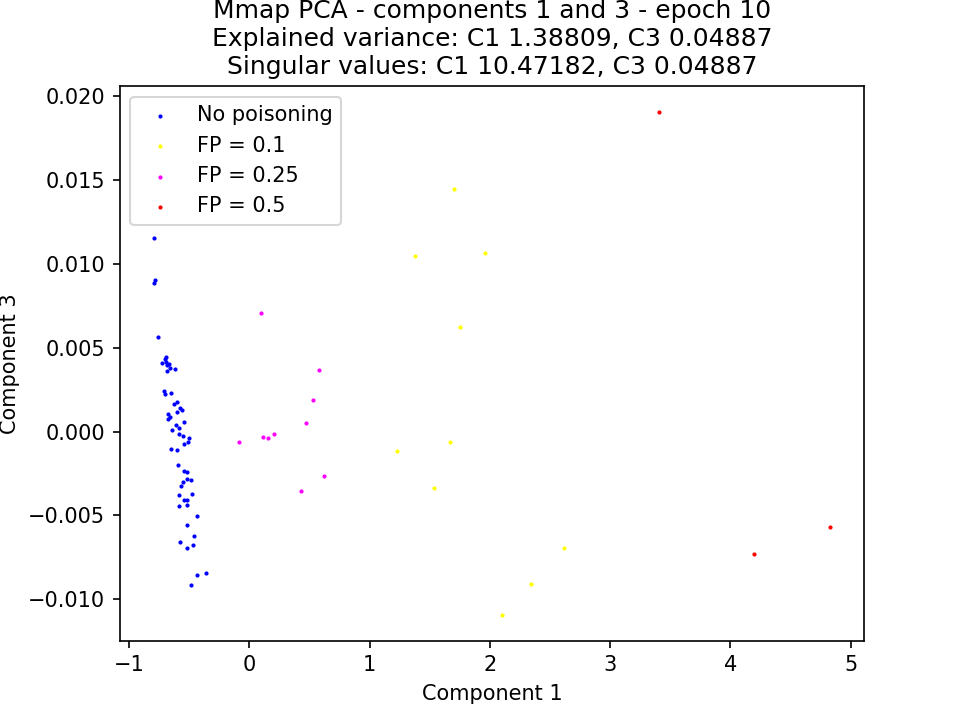 Mmap PCA - components 1 and 3 - epoch 10
Explained variance: C1 1.38809, C3 0.04887
Singular values: C1 10.47182, C3 0.04887
0.020
0.015
0.010
0.005
0.000
−0.005
−0.010
Component 3
No poisoning
FP = 0.1
FP = 0.25
FP = 0.5
−1
0
1
2
3
4
5
Component 1